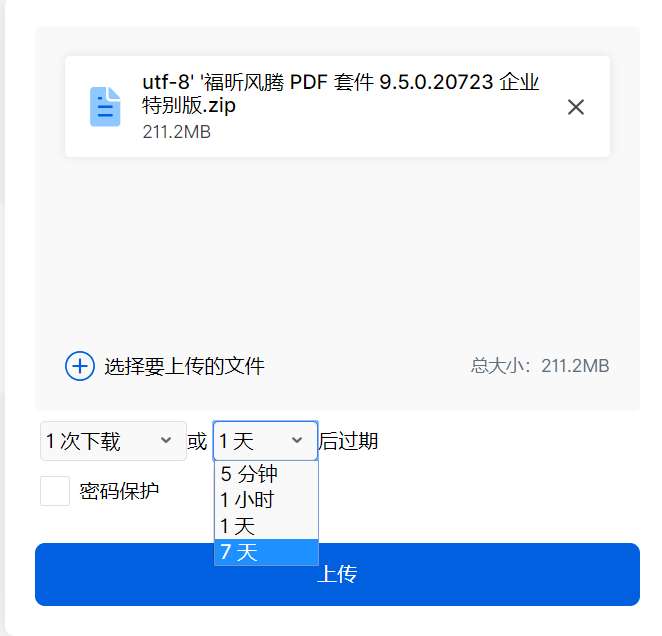 utf-8' '福昕风腾 PDF 套件 9.5.0.20723 企业
特别版.zip
211.2MB
选择要上传的文件
总大小：211.2MB
1 次下载 或 1 天 后过期
5 分钟
1 小时
1 天
7 天
密码保护
上传